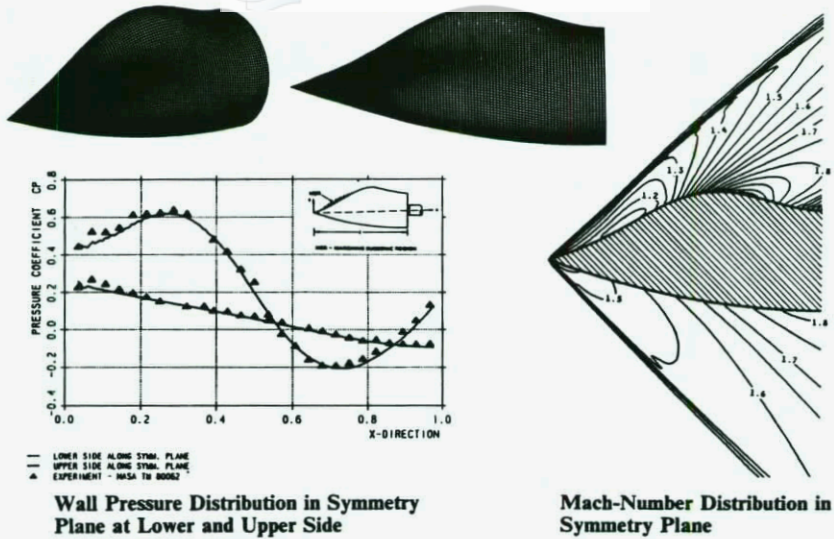 0.8
0.6
0.4
0.2
0.0
-0.2
-0.4
PRESSURE COEFFICIENT CP
0.0 0.2 0.4 0.6 0.8 1.0
X-DIRECTION
LOWER SIDE ALONG SYMM. PLANE
UPPER SIDE ALONG SYMM. PLANE
EXPERIMENT - NASA TM 80062
Wall Pressure Distribution in Symmetry
Plane at Lower and Upper Side
1.5
1.6
1.4
1.7
1.3
1.8
1.2
1.5
1.8
1.7
1.6
Mach-Number Distribution in
Symmetry Plane